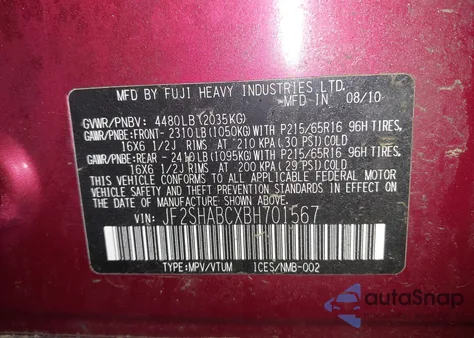 MFD BY FUJI HEAVY INDUSTRIES LTD.
MFD IN 08/10
GVWR/PNBV: 4480LB(2035KG)
GAWR/PNBE:FRONT- 2310LB(1050KG)WITH P215/65R16 96H TIRES,
16X6 1/2J RIMS AT 210 KPA(30 PSI)COLD
GAWR/PNBE:REAR - 2410LB(1095KG)WITH P215/65R16 96H TIRES,
16X6 1/2J RIMS AT 200 KPA(29 PSI)COLD
THIS VEHICLE CONFORMS TO ALL APPLICABLE FEDERAL MOTOR
VEHICLE SAFETY AND THEFT PREVENTION STANDARDS IN EFFECT
ON THE DATE OF MANUFACTURE SHOWN ABOVE.
VIN: JF2SHABCXBH701567
TYPE:MPV/VTUM ICES/NMB-002
autoSnap